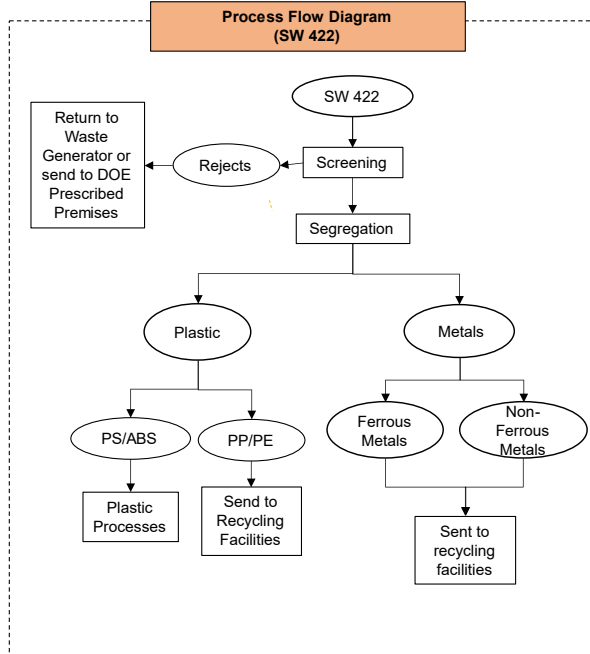 Process Flow Diagram
(SW 422)
SW 422
Return to
Waste
Generator or
send to DOE
Prescribed
Premises
Rejects
Screening
Segregation
Plastic
Metals
PS/ABS
PP/PE
Ferrous
Metals
Non-
Ferrous
Metals
Plastic
Processes
Send to
Recycling
Facilities
Sent to
recycling
facilities